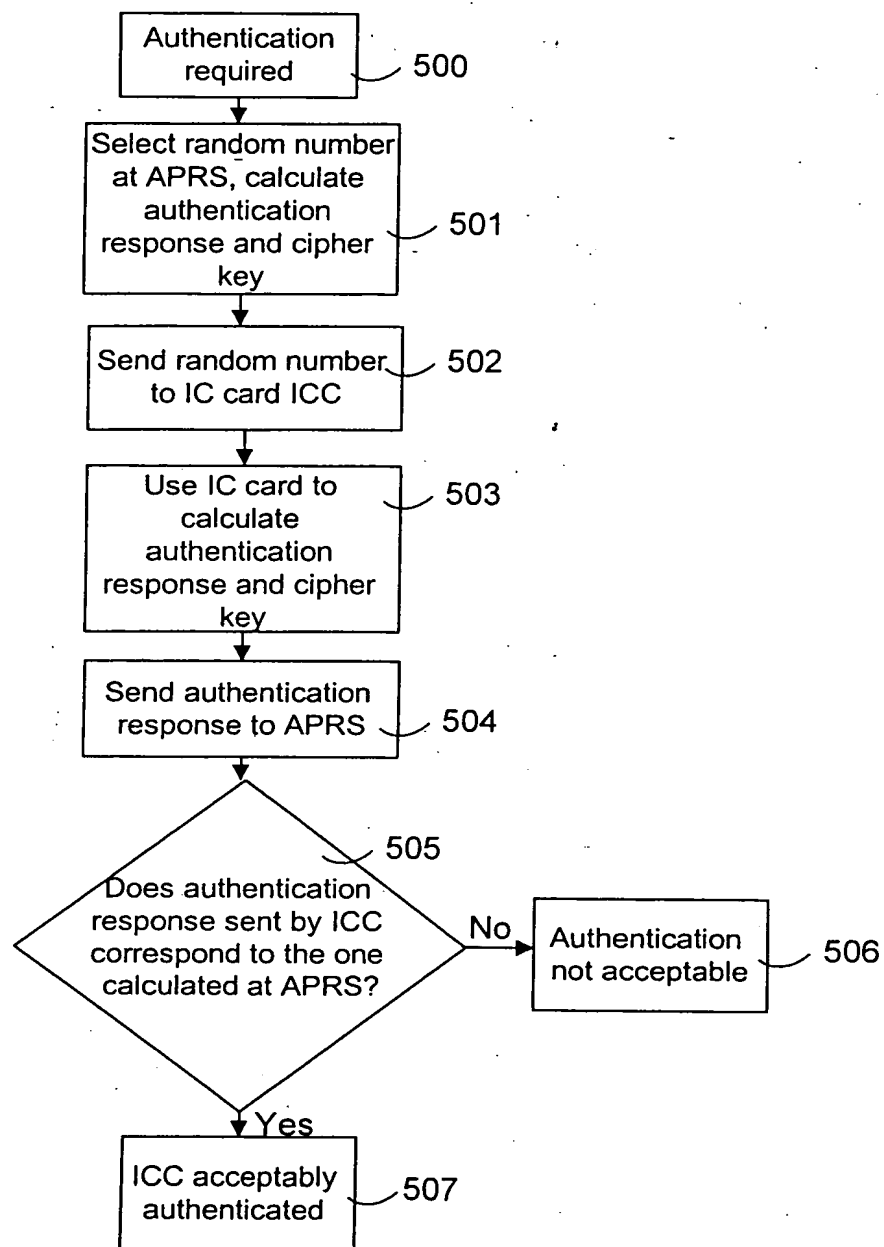 Authentication
required
500
Select random number
at APRS, calculate
authentication
response and cipher
key
501
Send random number
to IC card ICC
502
Use IC card to
calculate
authentication
response and cipher
key
503
Send authentication
response to APRS
504
505
Does authentication
response sent by ICC
correspond to the one
calculated at APRS?
No
Authentication
not acceptable
506
Yes
ICC acceptably
authenticated
507